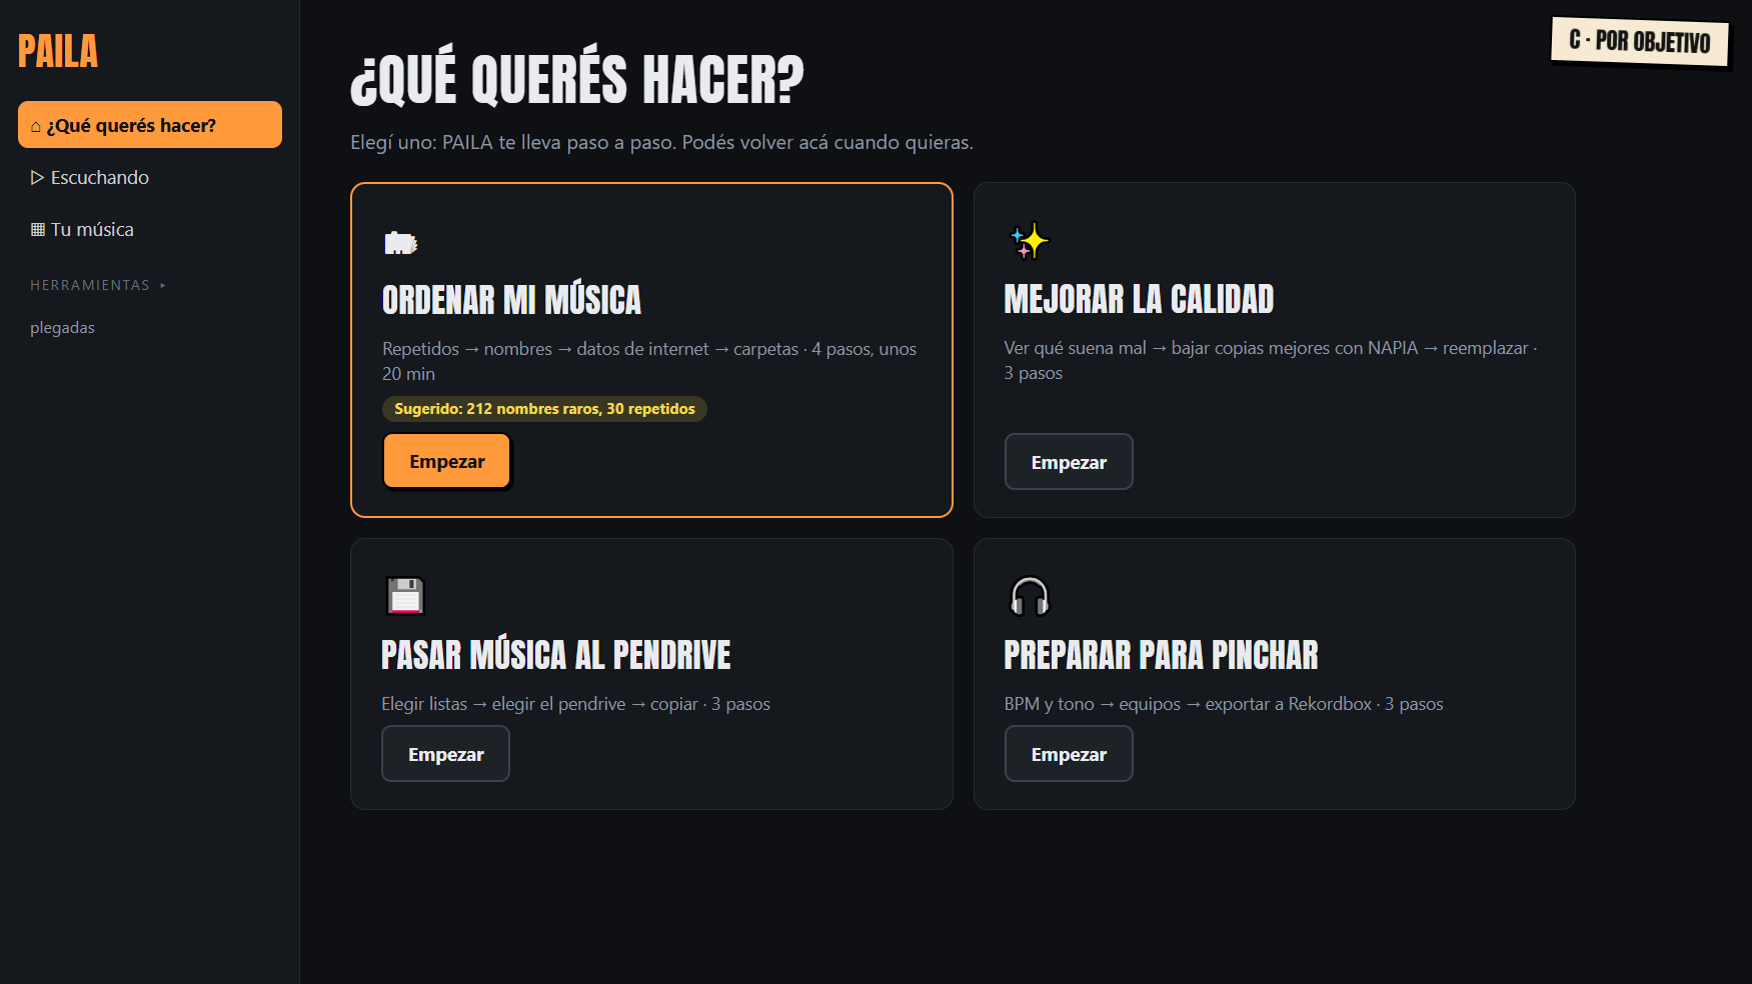 PAILA
¿Qué querés hacer?
Escuchando
Tu música
HERRAMIENTAS
plegadas
C · POR OBJETIVO
¿QUÉ QUERÉS HACER?
Elegí uno: PAILA te lleva paso a paso. Podés volver acá cuando quieras.
ORDENAR MI MÚSICA
Repetidos → nombres → datos de internet → carpetas · 4 pasos, unos
20 min
Sugerido: 212 nombres raros, 30 repetidos
Empezar
MEJORAR LA CALIDAD
Ver qué suena mal → bajar copias mejores con NAPIA → reemplazar ·
3 pasos
Empezar
PASAR MÚSICA AL PENDRIVE
Elegir listas → elegir el pendrive → copiar · 3 pasos
Empezar
PREPARAR PARA PINCHAR
BPM y tono → equipos → exportar a Rekordbox · 3 pasos
Empezar